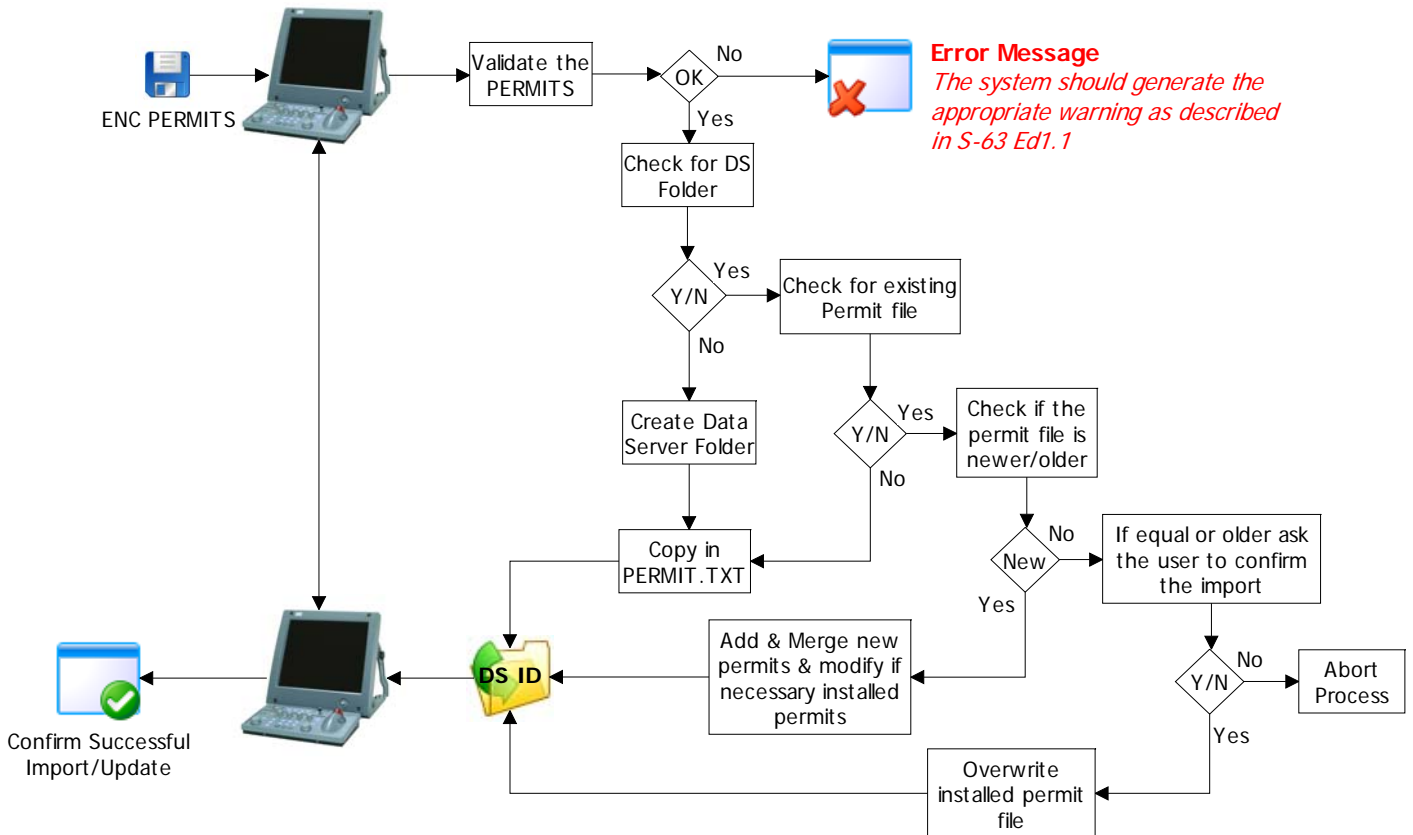 ENC PERMITS
Validate the
PERMITS
OK
No
Yes
Error Message
The system should generate the
appropriate warning as described
in S-63 Ed1.1
Check for DS
Folder
Y/N
Yes
No
Check for existing
Permit file
Create Data
Server Folder
Y/N
Yes
No
Check if the
permit file is
newer/older
Copy in
PERMIT.TXT
New
No
Yes
If equal or older ask
the user to confirm
the import
DS ID
Add & Merge new
permits & modify if
necessary installed
permits
Y/N
No
Yes
Abort
Process
Confirm Successful
Import/Update
Overwrite
installed permit
file